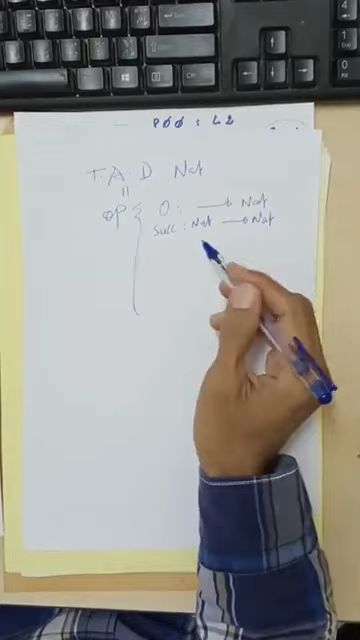 POO : L2
T.A.D Nat
=
OP { 0 : → Nat
Succ : Nat → Nat